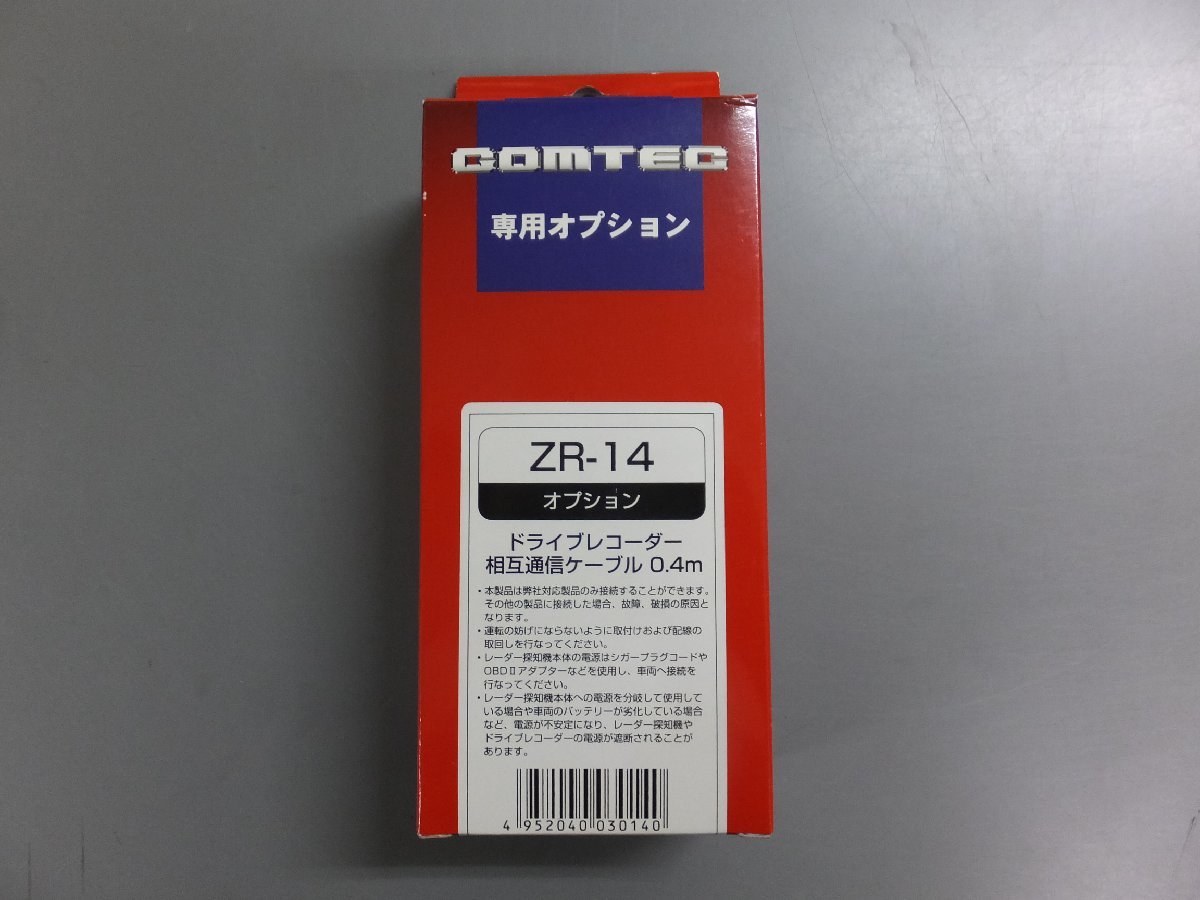 COMTEC
専用オプション
ZR-14
オプション
ドライブレコーダー
相互通信ケーブル 0.4m
・本製品は弊社対応製品のみ接続することができます。
その他の製品に接続した場合、故障、破損の原因と
なります。
・運転の妨げにならないように取付けおよび配線の
取回しを行なってください。
・レーダー探知機本体の電源はシガープラグコードや
OBDⅡアダプターなどを使用し、車両へ接続を
行なってください。
・レーダー探知機本体への電源を分岐して使用して
いる場合や車両のバッテリーが劣化している場合
など、電源が不安定になり、レーダー探知機や
ドライブレコーダーの電源が遮断されることが
あります。
4 952040 030140